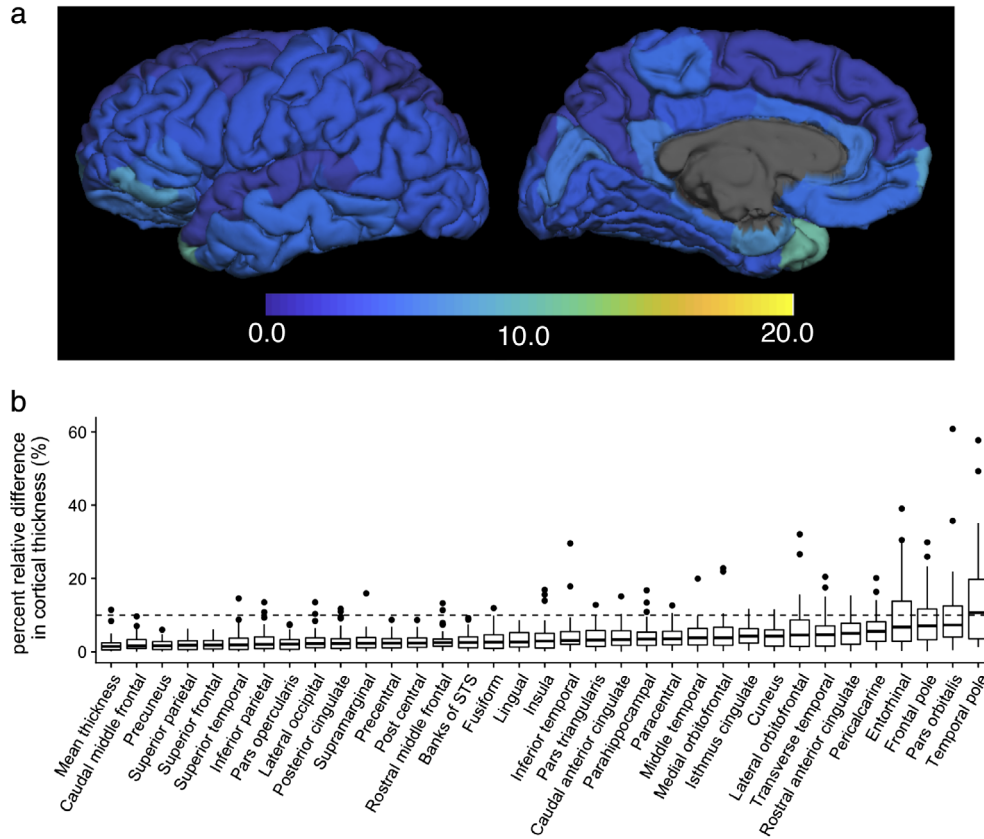 a
0.0 10.0 20.0
b
percent relative difference
in cortical thickness (%)
60
40
20
0
Mean thickness
Caudal middle frontal
Precuneus
Superior parietal
Superior frontal
Superior temporal
Inferior parietal
Pars opercularis
Lateral occipital
Posterior cingulate
Supramarginal
Precentral
Post central
Rostral middle frontal
Banks of STS
Fusiform
Lingual
Insula
Inferior temporal
Pars triangularis
Caudal anterior cingulate
Parahippocampal
Paracentral
Middle temporal
Medial orbitofrontal
Isthmus cingulate
Cuneus
Lateral orbitofrontal
Transverse temporal
Rostral anterior cingulate
Pericalcarine
Entorhinal
Frontal pole
Pars orbitalis
Temporal pole